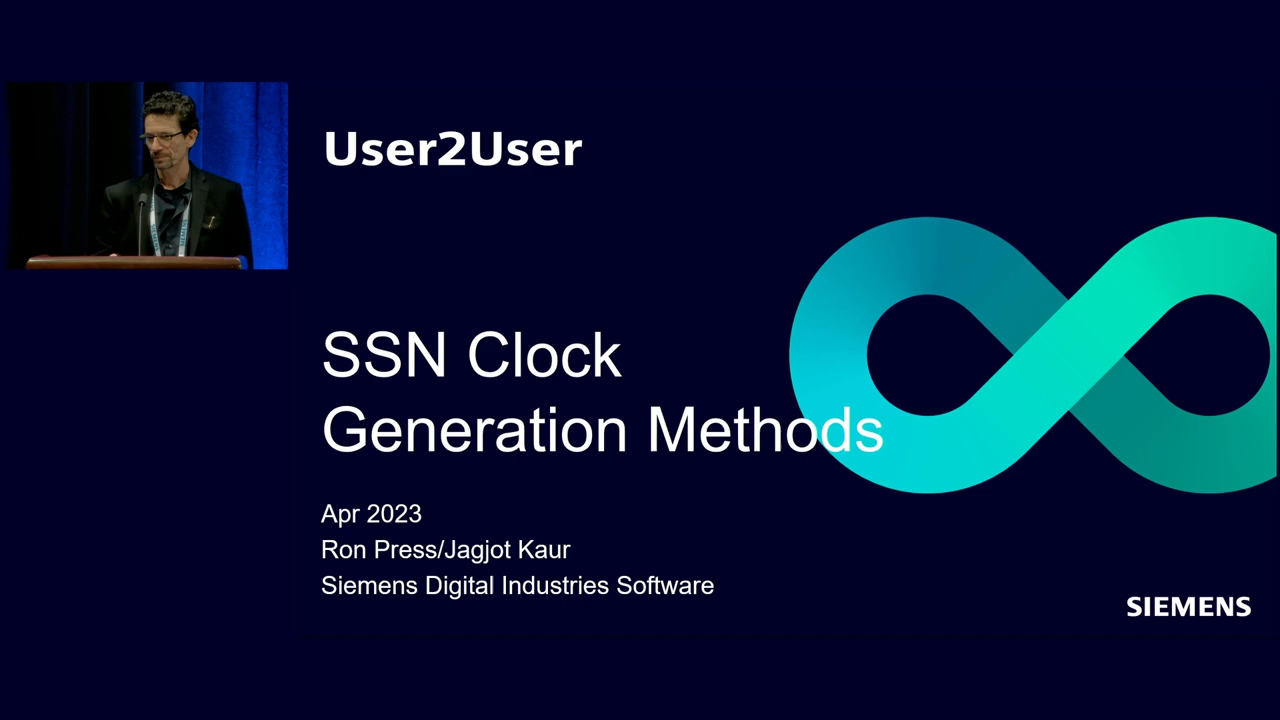 User2User
SSN Clock
Generation Methods
Apr 2023
Ron Press/Jagjot Kaur
Siemens Digital Industries Software
SIEMENS